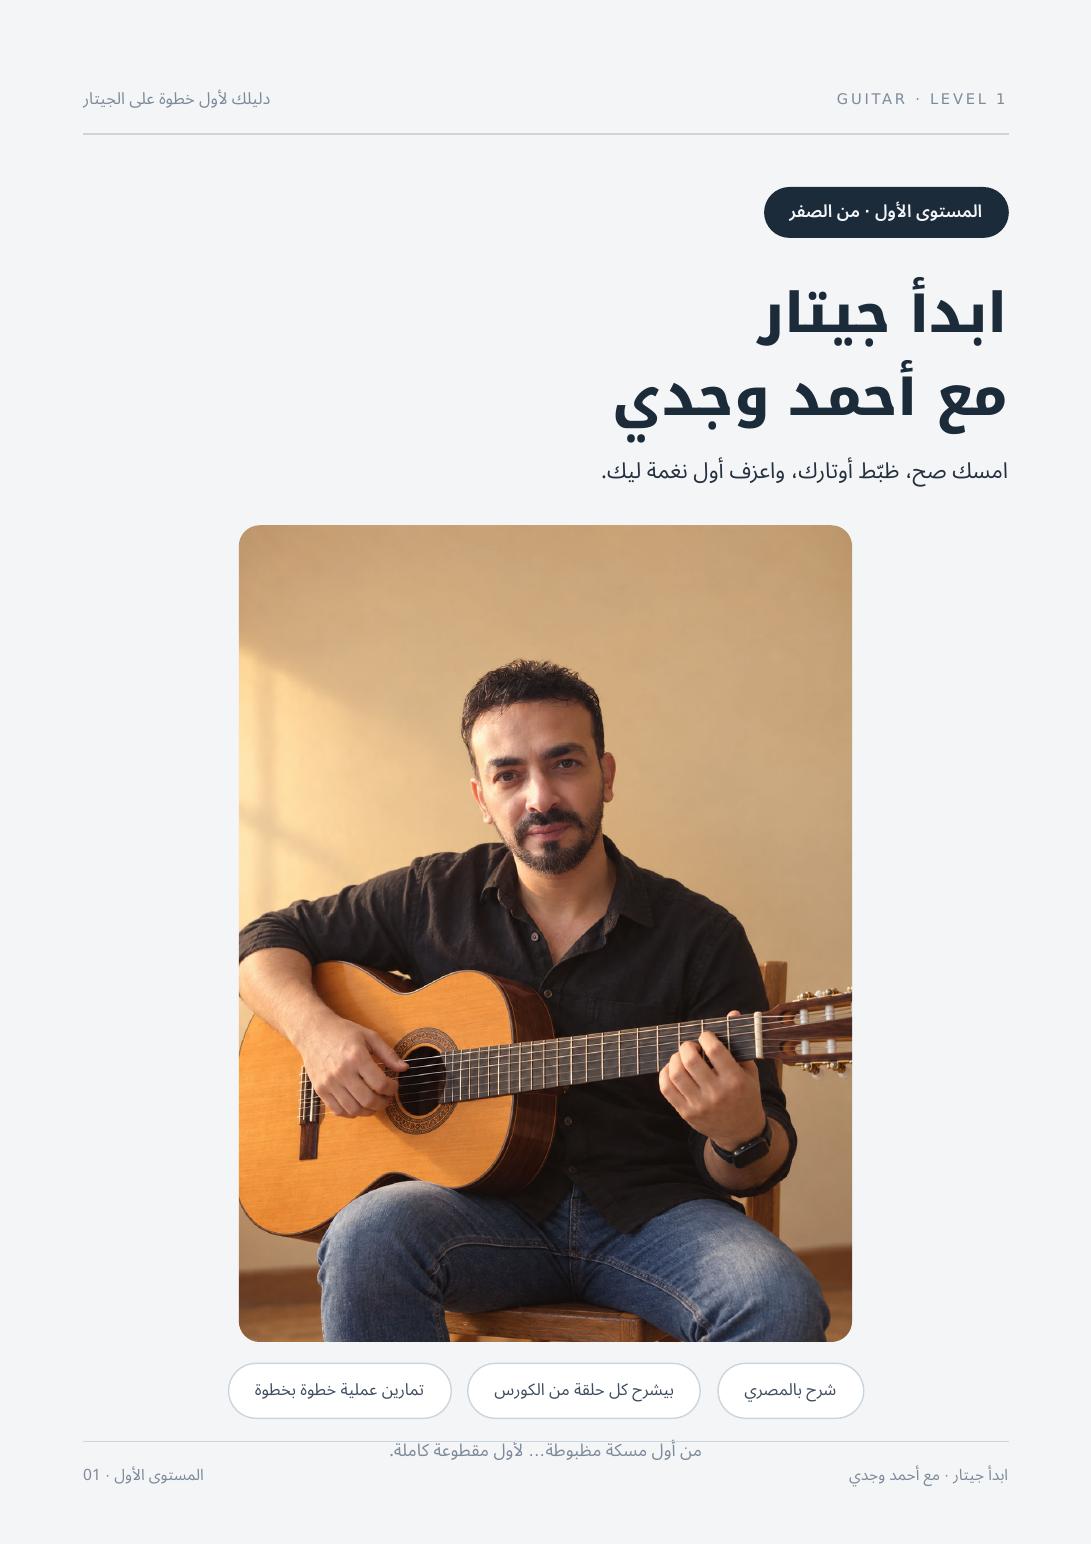 GUITAR · LEVEL 1
دليلك لأول خطوة على الجيتار
المستوى الأول · من الصفر
ابدأ جيتار
مع أحمد وجدي
امسك صح، ظبّط أوتارك، واعزف أول نغمة ليك.
شرح بالمصري
بيشرح كل حلقة من الكورس
تمارين عملية خطوة بخطوة
من أول مسكة مظبوطة… لأول مقطوعة كاملة.
ابدأ جيتار · مع أحمد وجدي
المستوى الأول · 01